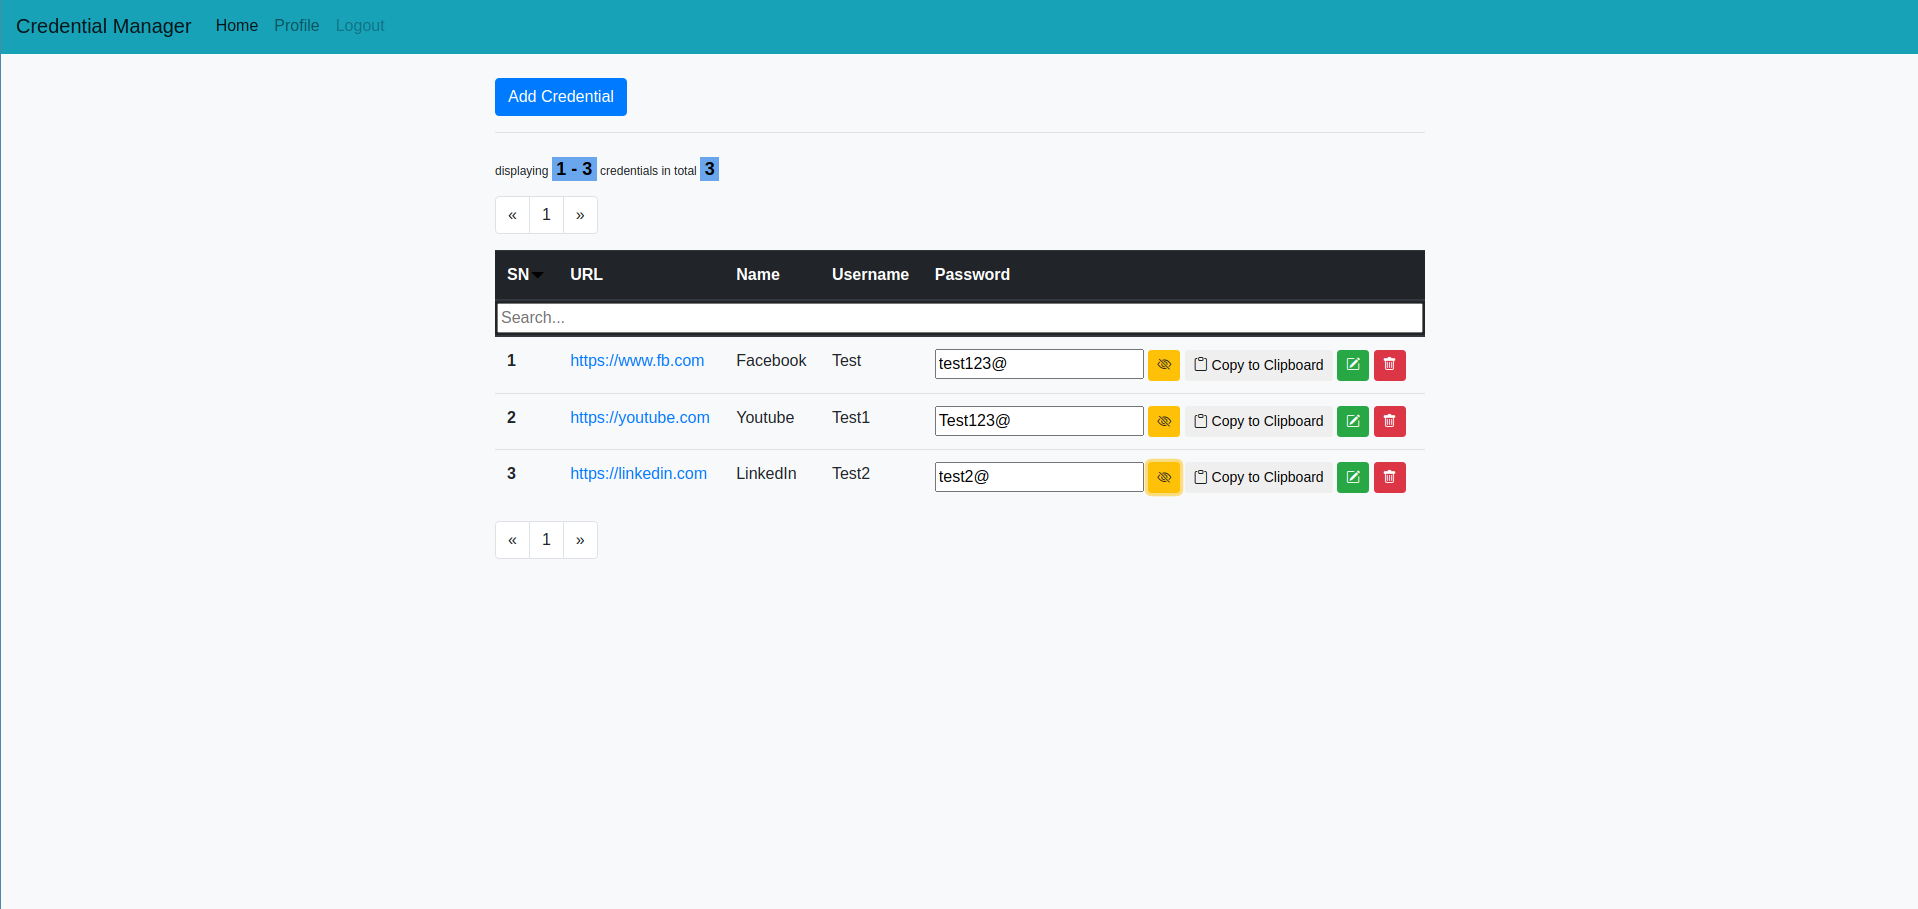 Credential Manager Home Profile Logout
Add Credential
displaying 1 - 3 credentials in total 3
« 1 »
SN URL Name Username Password
Search...
1 https://www.fb.com Facebook Test test123@ Copy to Clipboard
2 https://youtube.com Youtube Test1 Test123@ Copy to Clipboard
3 https://linkedin.com LinkedIn Test2 test2@ Copy to Clipboard
« 1 »